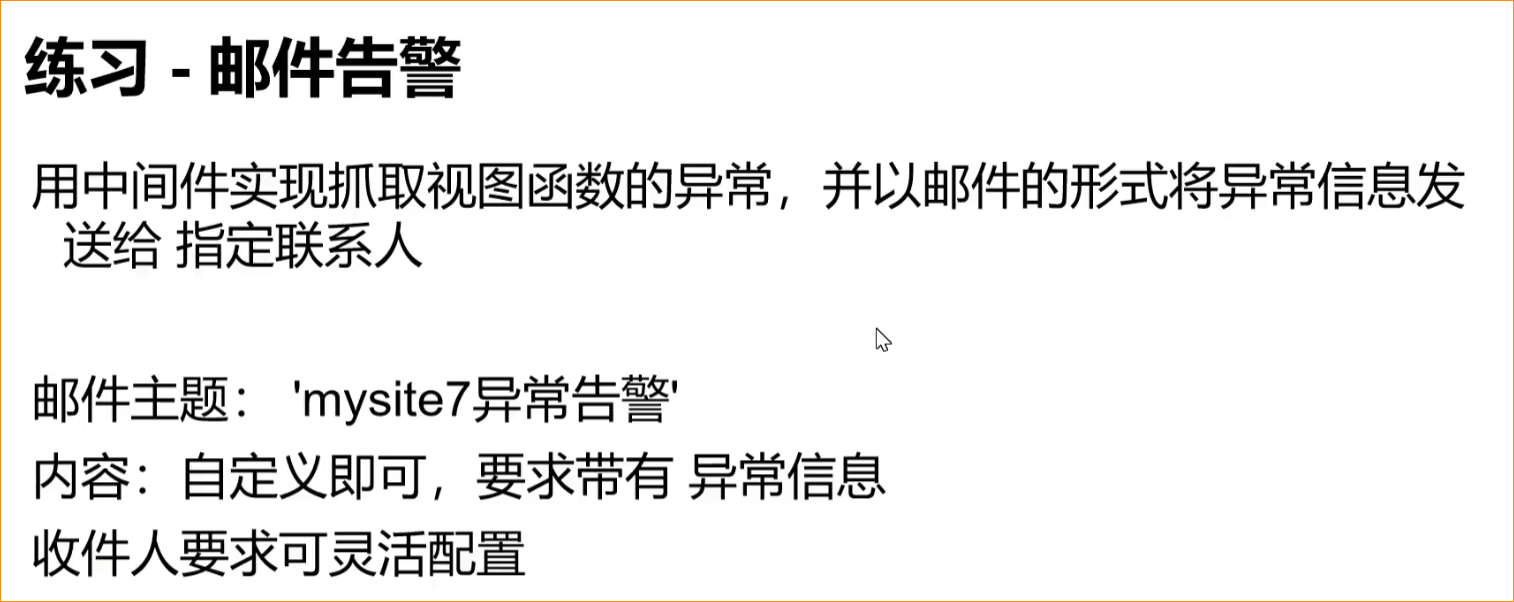 练习 - 邮件告警
用中间件实现抓取视图函数的异常，并以邮件的形式将异常信息发
送给 指定联系人
邮件主题： 'mysite7异常告警'
内容：自定义即可，要求带有 异常信息
收件人要求可灵活配置